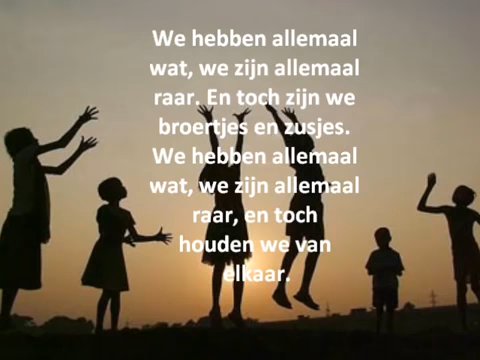 We hebben allemaal
wat, we zijn allemaal
raar. En toch zijn we
broertjes en zusjes.
We hebben allemaal
wat, we zijn allemaal
raar, en toch
houden we van
elkaar.